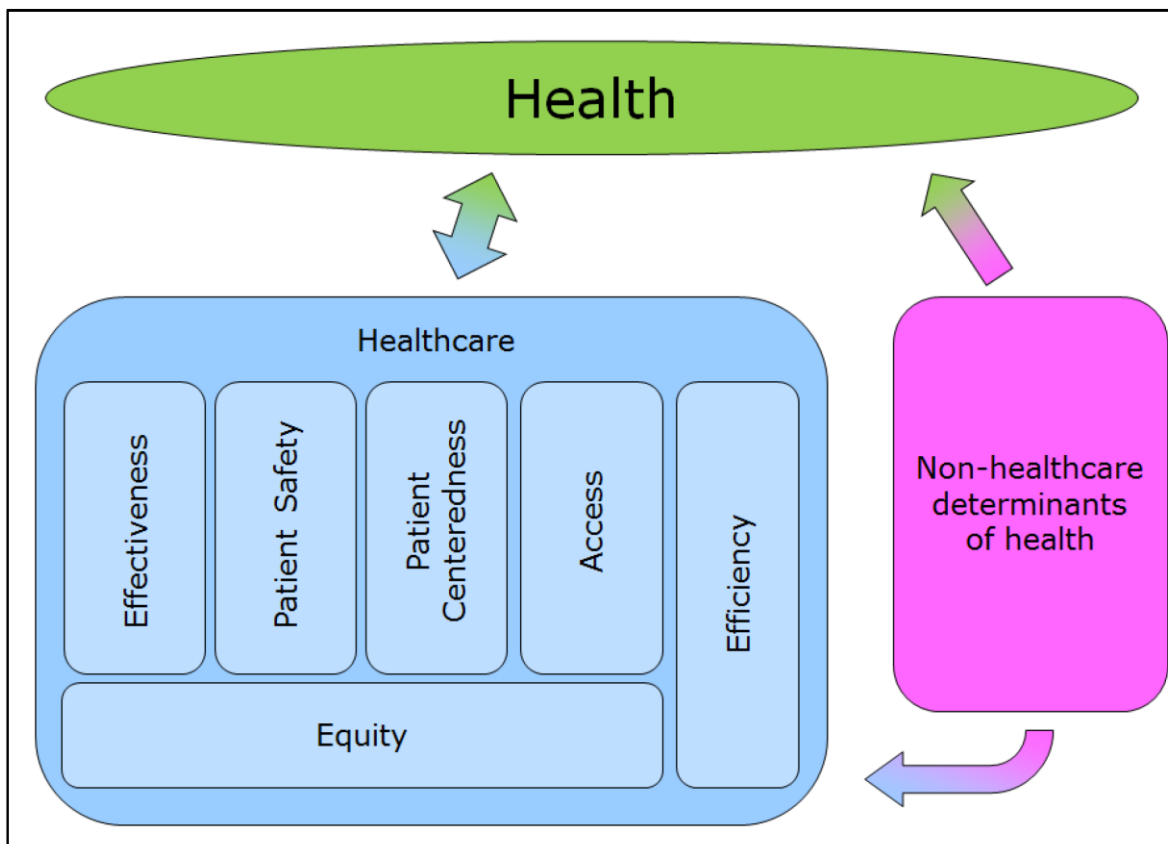 Health
Healthcare
Effectiveness
Patient Safety
Patient
Centeredness
Access
Efficiency
Equity
Non-healthcare
determinants
of health